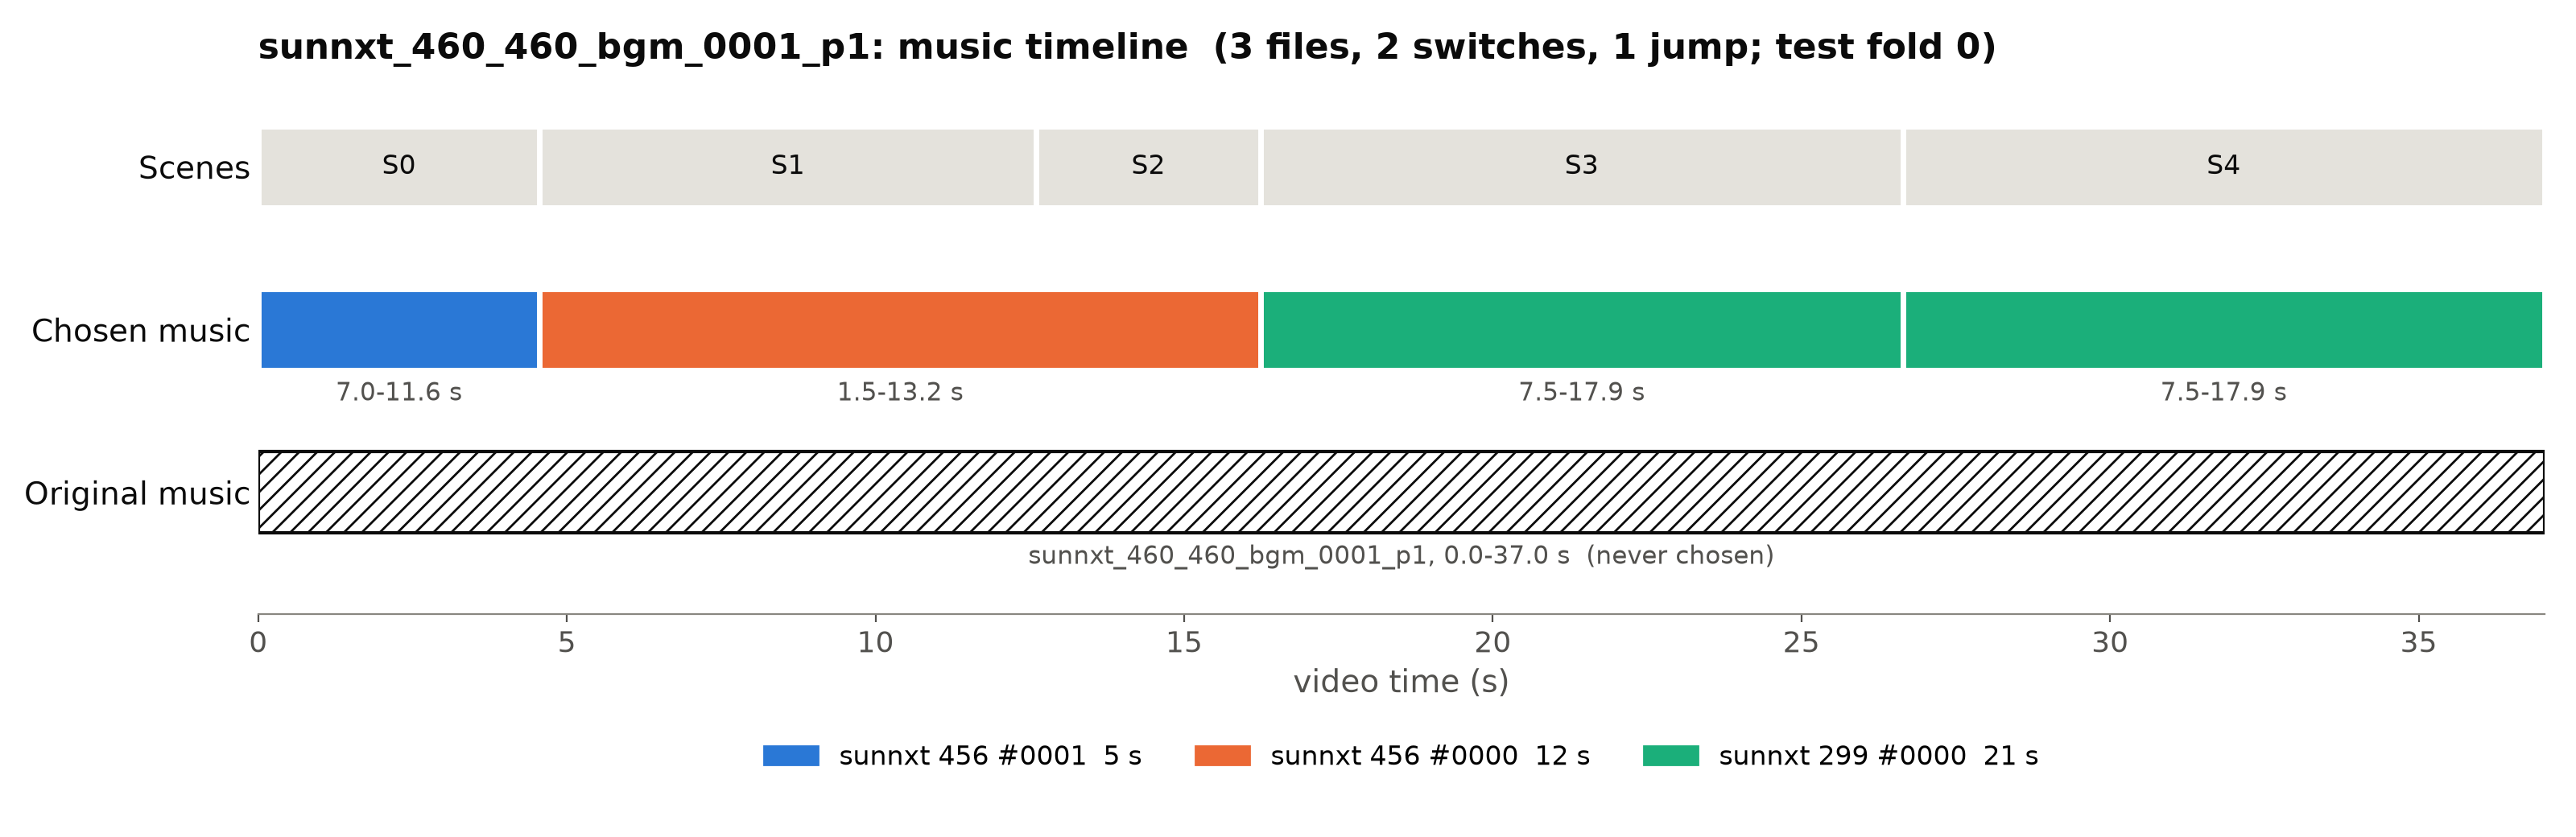 sunnxt_460_460_bgm_0001_p1: music timeline  (3 files, 2 switches, 1 jump; test fold 0)
Scenes
S0
S1
S2
S3
S4
Chosen music
7.0-11.6 s
1.5-13.2 s
7.5-17.9 s
7.5-17.9 s
Original music
sunnxt_460_460_bgm_0001_p1, 0.0-37.0 s  (never chosen)
0 5 10 15 20 25 30 35
video time (s)
sunnxt 456 #0001  5 s
sunnxt 456 #0000  12 s
sunnxt 299 #0000  21 s